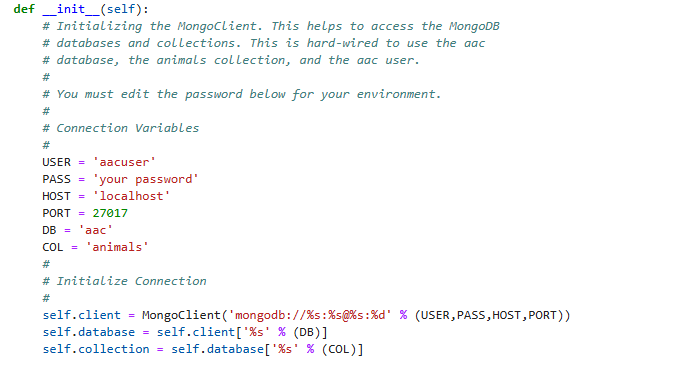 def __init__(self):
    # Initializing the MongoClient. This helps to access the MongoDB
    # databases and collections. This is hard-wired to use the aac
    # database, the animals collection, and the aac user.
    #
    # You must edit the password below for your environment.
    #
    # Connection Variables
    #
    USER = 'aacuser'
    PASS = 'your password'
    HOST = 'localhost'
    PORT = 27017
    DB = 'aac'
    COL = 'animals'
    #
    # Initialize Connection
    #
    self.client = MongoClient('mongodb://%s:%s@%s:%d' % (USER,PASS,HOST,PORT))
    self.database = self.client['%s' % (DB)]
    self.collection = self.database['%s' % (COL)]